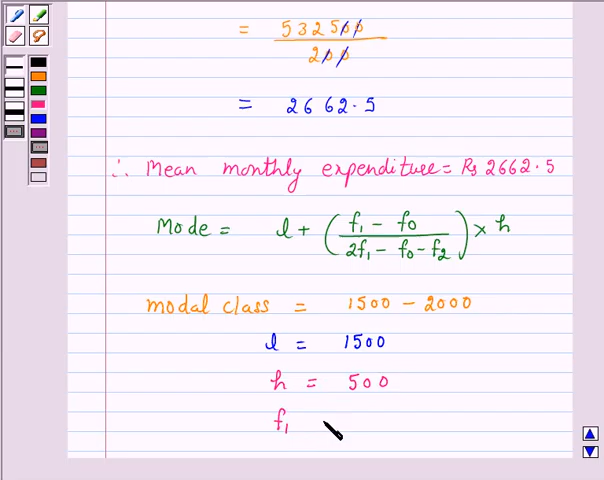 = 532500
200
= 2662.5
∴ Mean monthly expenditure = Rs 2662.5
Mode = l + ( f₁ - f₀ / 2f₁ - f₀ - f₂ ) × h
modal class = 1500 - 2000
l = 1500
h = 500
f₁